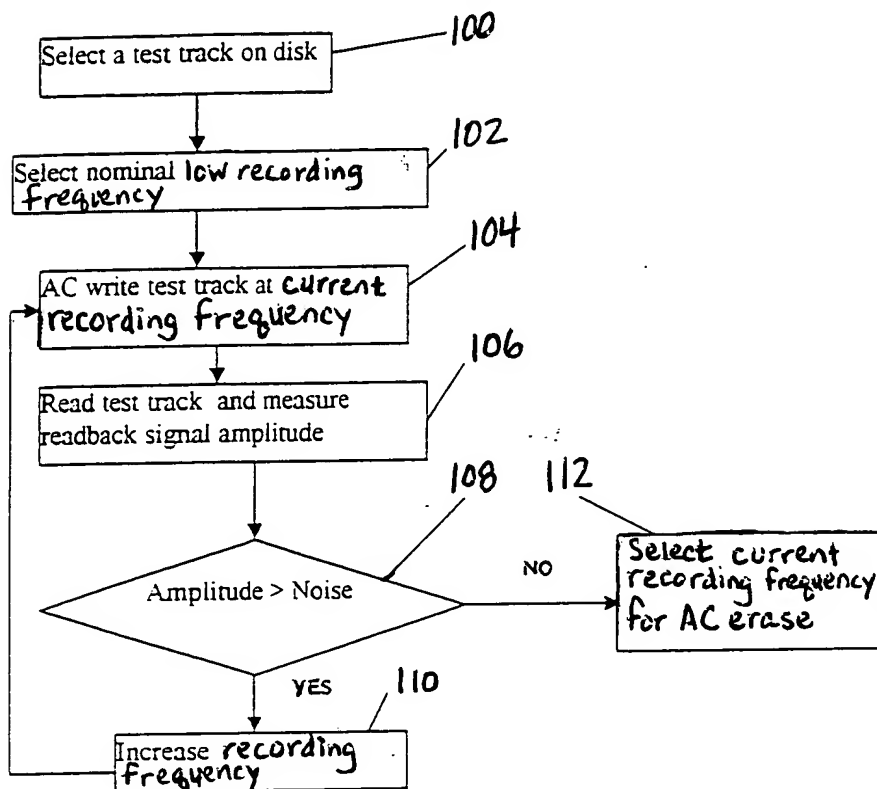 100
Select a test track on disk
102
Select nominal low recording
frequency
104
AC write test track at current
recording frequency
106
Read test track and measure
readback signal amplitude
108
112
Amplitude > Noise
NO
Select current
recording frequency
for AC erase
YES
110
Increase recording
frequency